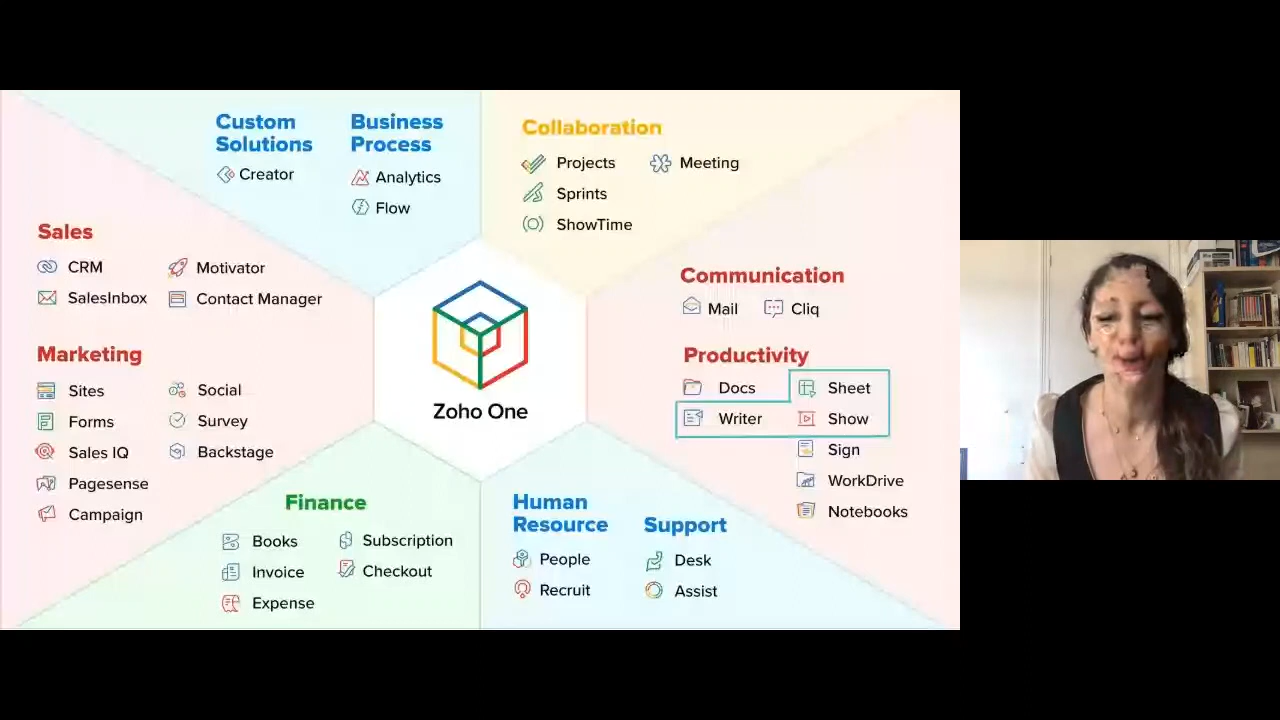 Custom
Solutions
Creator
Business
Process
Analytics
Flow
Collaboration
Projects
Meeting
Sprints
ShowTime
Sales
CRM
Motivator
SalesInbox
Contact Manager
Communication
Mail
Cliq
Marketing
Sites
Social
Forms
Survey
Sales IQ
Backstage
Pagesense
Campaign
Zoho One
Productivity
Docs
Sheet
Writer
Show
Sign
WorkDrive
Notebooks
Finance
Books
Subscription
Invoice
Checkout
Expense
Human
Resource
People
Recruit
Support
Desk
Assist